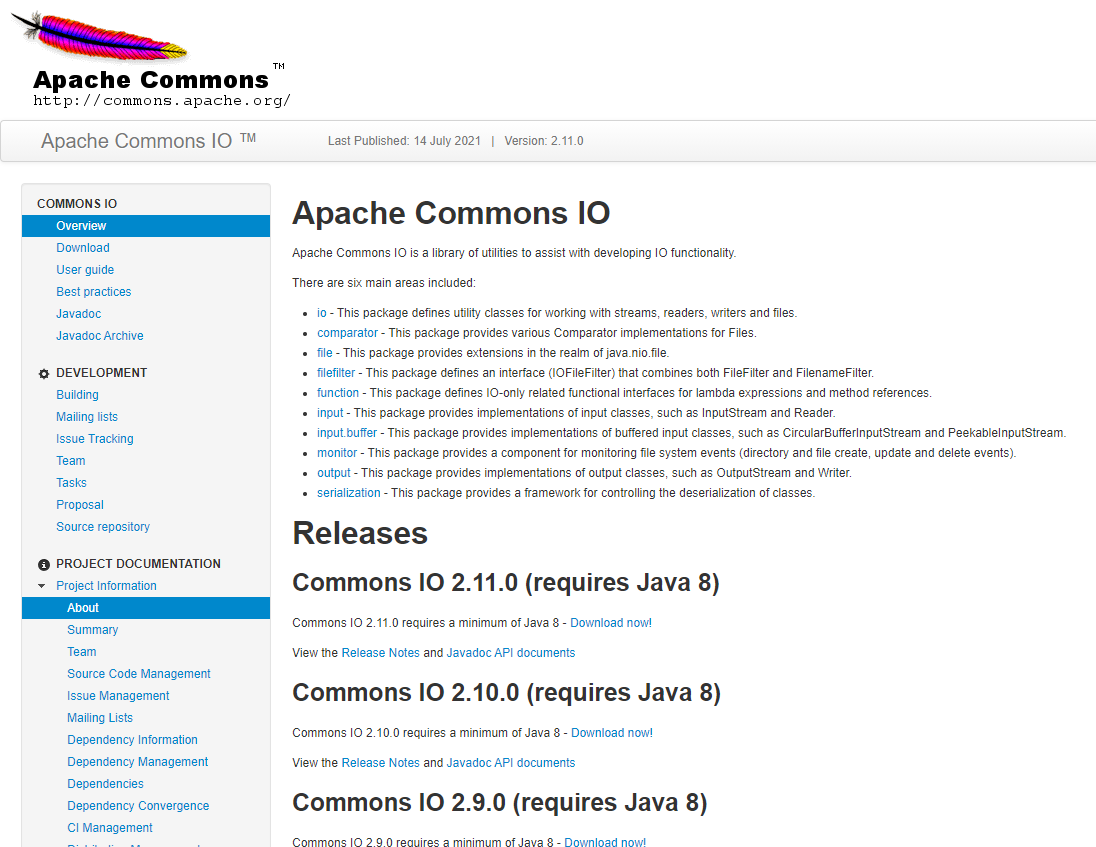 Apache Commons™
http://commons.apache.org/
Apache Commons IO ™
Last Published: 14 July 2021 | Version: 2.11.0
COMMONS IO
Overview
Download
User guide
Best practices
Javadoc
Javadoc Archive
DEVELOPMENT
Building
Mailing lists
Issue Tracking
Team
Tasks
Proposal
Source repository
PROJECT DOCUMENTATION
Project Information
About
Summary
Team
Source Code Management
Issue Management
Mailing Lists
Dependency Information
Dependency Management
Dependencies
Dependency Convergence
CI Management
Apache Commons IO
Apache Commons IO is a library of utilities to assist with developing IO functionality.
There are six main areas included:
io - This package defines utility classes for working with streams, readers, writers and files.
comparator - This package provides various Comparator implementations for Files.
file - This package provides extensions in the realm of java.nio.file.
filefilter - This package defines an interface (IOFileFilter) that combines both FileFilter and FilenameFilter.
function - This package defines IO-only related functional interfaces for lambda expressions and method references.
input - This package provides implementations of input classes, such as InputStream and Reader.
input.buffer - This package provides implementations of buffered input classes, such as CircularBufferInputStream and PeekableInputStream.
monitor - This package provides a component for monitoring file system events (directory and file create, update and delete events).
output - This package provides implementations of output classes, such as OutputStream and Writer.
serialization - This package provides a framework for controlling the deserialization of classes.
Releases
Commons IO 2.11.0 (requires Java 8)
Commons IO 2.11.0 requires a minimum of Java 8 - Download now!
View the Release Notes and Javadoc API documents
Commons IO 2.10.0 (requires Java 8)
Commons IO 2.10.0 requires a minimum of Java 8 - Download now!
View the Release Notes and Javadoc API documents
Commons IO 2.9.0 (requires Java 8)
Commons IO 2.9.0 requires a minimum of Java 8 - Download now!